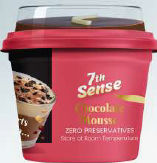 7th
Sense
Chocolate
Mousse
ZERO PRESERVATIVES
Store at Room Temperature